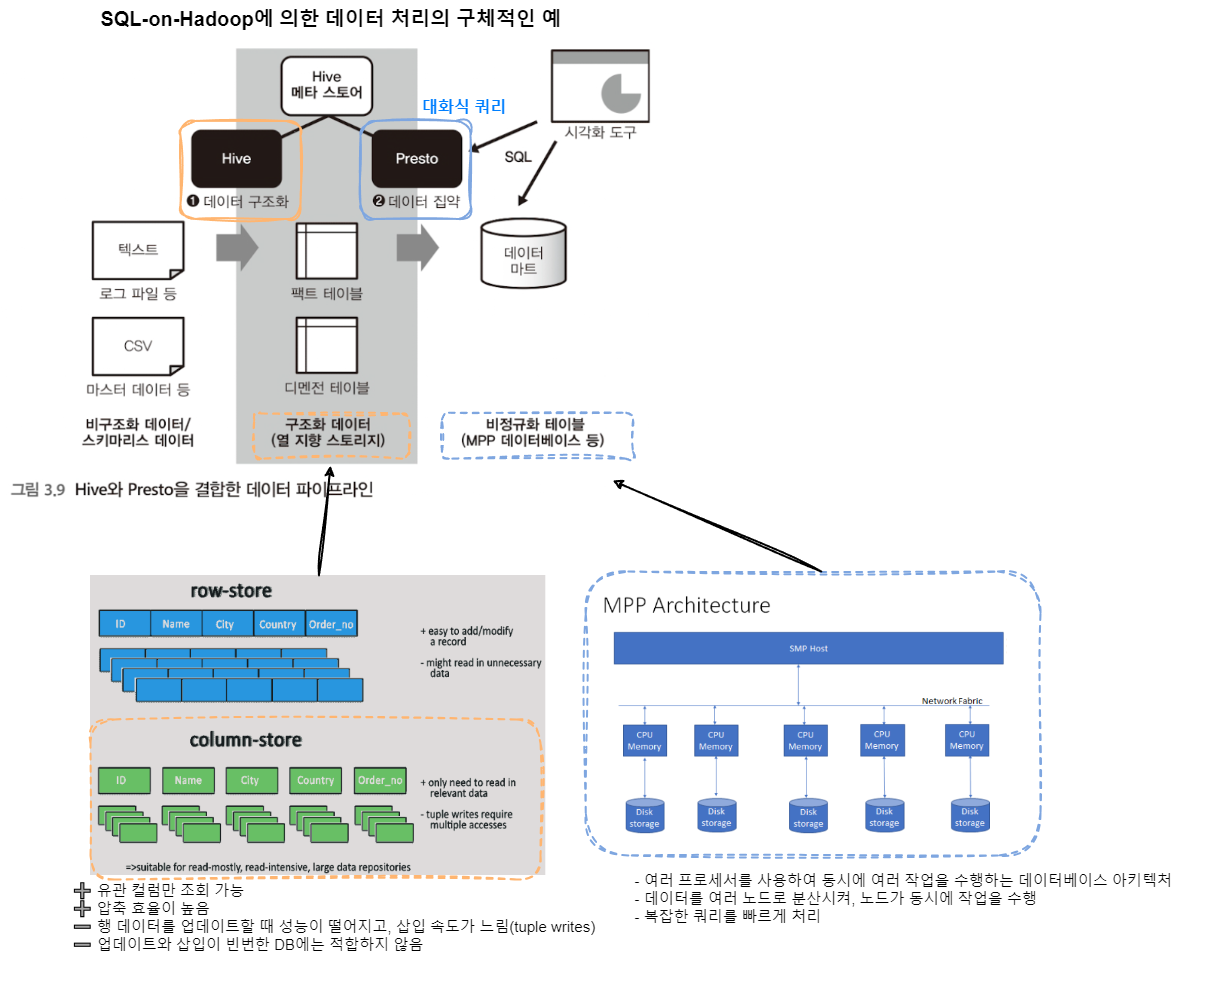 SQL-on-Hadoop에 의한 데이터 처리의 구체적인 예
Hive
메타 스토어
대화식 쿼리
시각화 도구
Hive
Presto
SQL
❶ 데이터 구조화
❷ 데이터 집약
텍스트
로그 파일 등
팩트 테이블
데이터
마트
CSV
마스터 데이터 등
디멘전 테이블
비구조화 데이터/
스키마리스 데이터
구조화 데이터
(열 지향 스토리지)
비정규화 테이블
(MPP 데이터베이스 등)
그림 3.9 Hive와 Presto을 결합한 데이터 파이프라인
row-store
ID Name City Country Order_no
+ easy to add/modify
a record
- might read in unnecessary
data
column-store
ID Name City Country Order_no
+ only need to read in
relevant data
- tuple writes require
multiple accesses
=>suitable for read-mostly, read-intensive, large data repositories
➕ 유관 컬럼만 조회 가능
➕ 압축 효율이 높음
➖ 행 데이터를 업데이트할 때 성능이 떨어지고, 삽입 속도가 느림(tuple writes)
➖ 업데이트와 삽입이 빈번한 DB에는 적합하지 않음
MPP Architecture
SMP Host
Network Fabric
CPU
Memory
CPU
Memory
CPU
Memory
CPU
Memory
CPU
Memory
Disk
storage
Disk
storage
Disk
storage
Disk
storage
Disk
storage
- 여러 프로세서를 사용하여 동시에 여러 작업을 수행하는 데이터베이스 아키텍처
- 데이터를 여러 노드로 분산시켜, 노드가 동시에 작업을 수행
- 복잡한 쿼리를 빠르게 처리